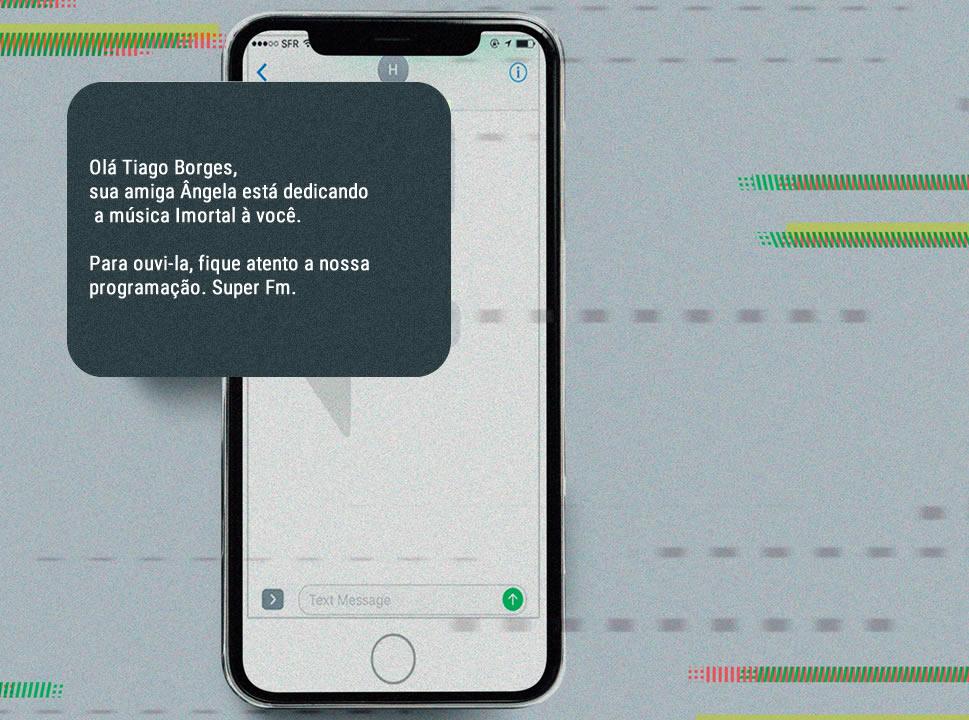 SFR
H
Olá Tiago Borges,
sua amiga Ângela está dedicando
a música Imortal à você.
Para ouvi-la, fique atento a nossa
programação. Super Fm.
Text Message